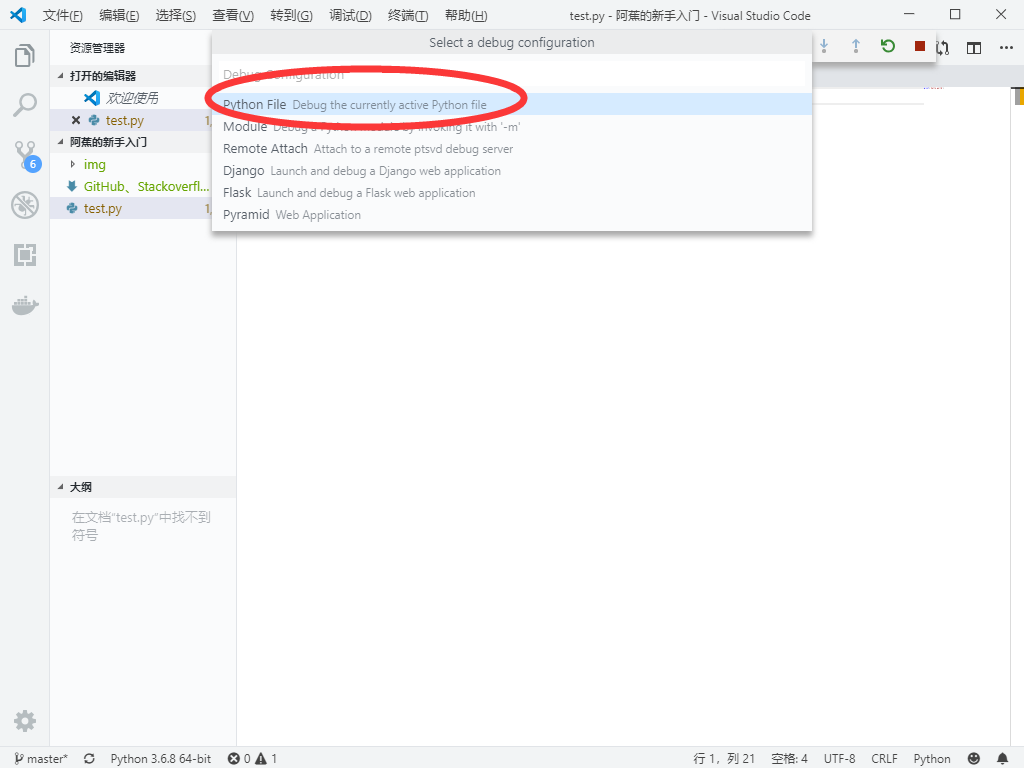 文件(F) 编辑(E) 选择(S) 查看(V) 转到(G) 调试(D) 终端(T) 帮助(H) test.py - 阿蕉的新手入门 - Visual Studio Code
资源管理器
打开的编辑器
欢迎使用
test.py
阿蕉的新手入门
img
GitHub、Stackoverfl...
test.py
Select a debug configuration
Debug Configuration
Python File Debug the currently active Python file
Module Debug a Python module by invoking it with '-m'
Remote Attach Attach to a remote ptsvd debug server
Django Launch and debug a Django web application
Flask Launch and debug a Flask web application
Pyramid Web Application
6
大纲
在文档"test.py"中找不到
符号
master* Python 3.6.8 64-bit 0 1 行 1，列 21 空格: 4 UTF-8 CRLF Python